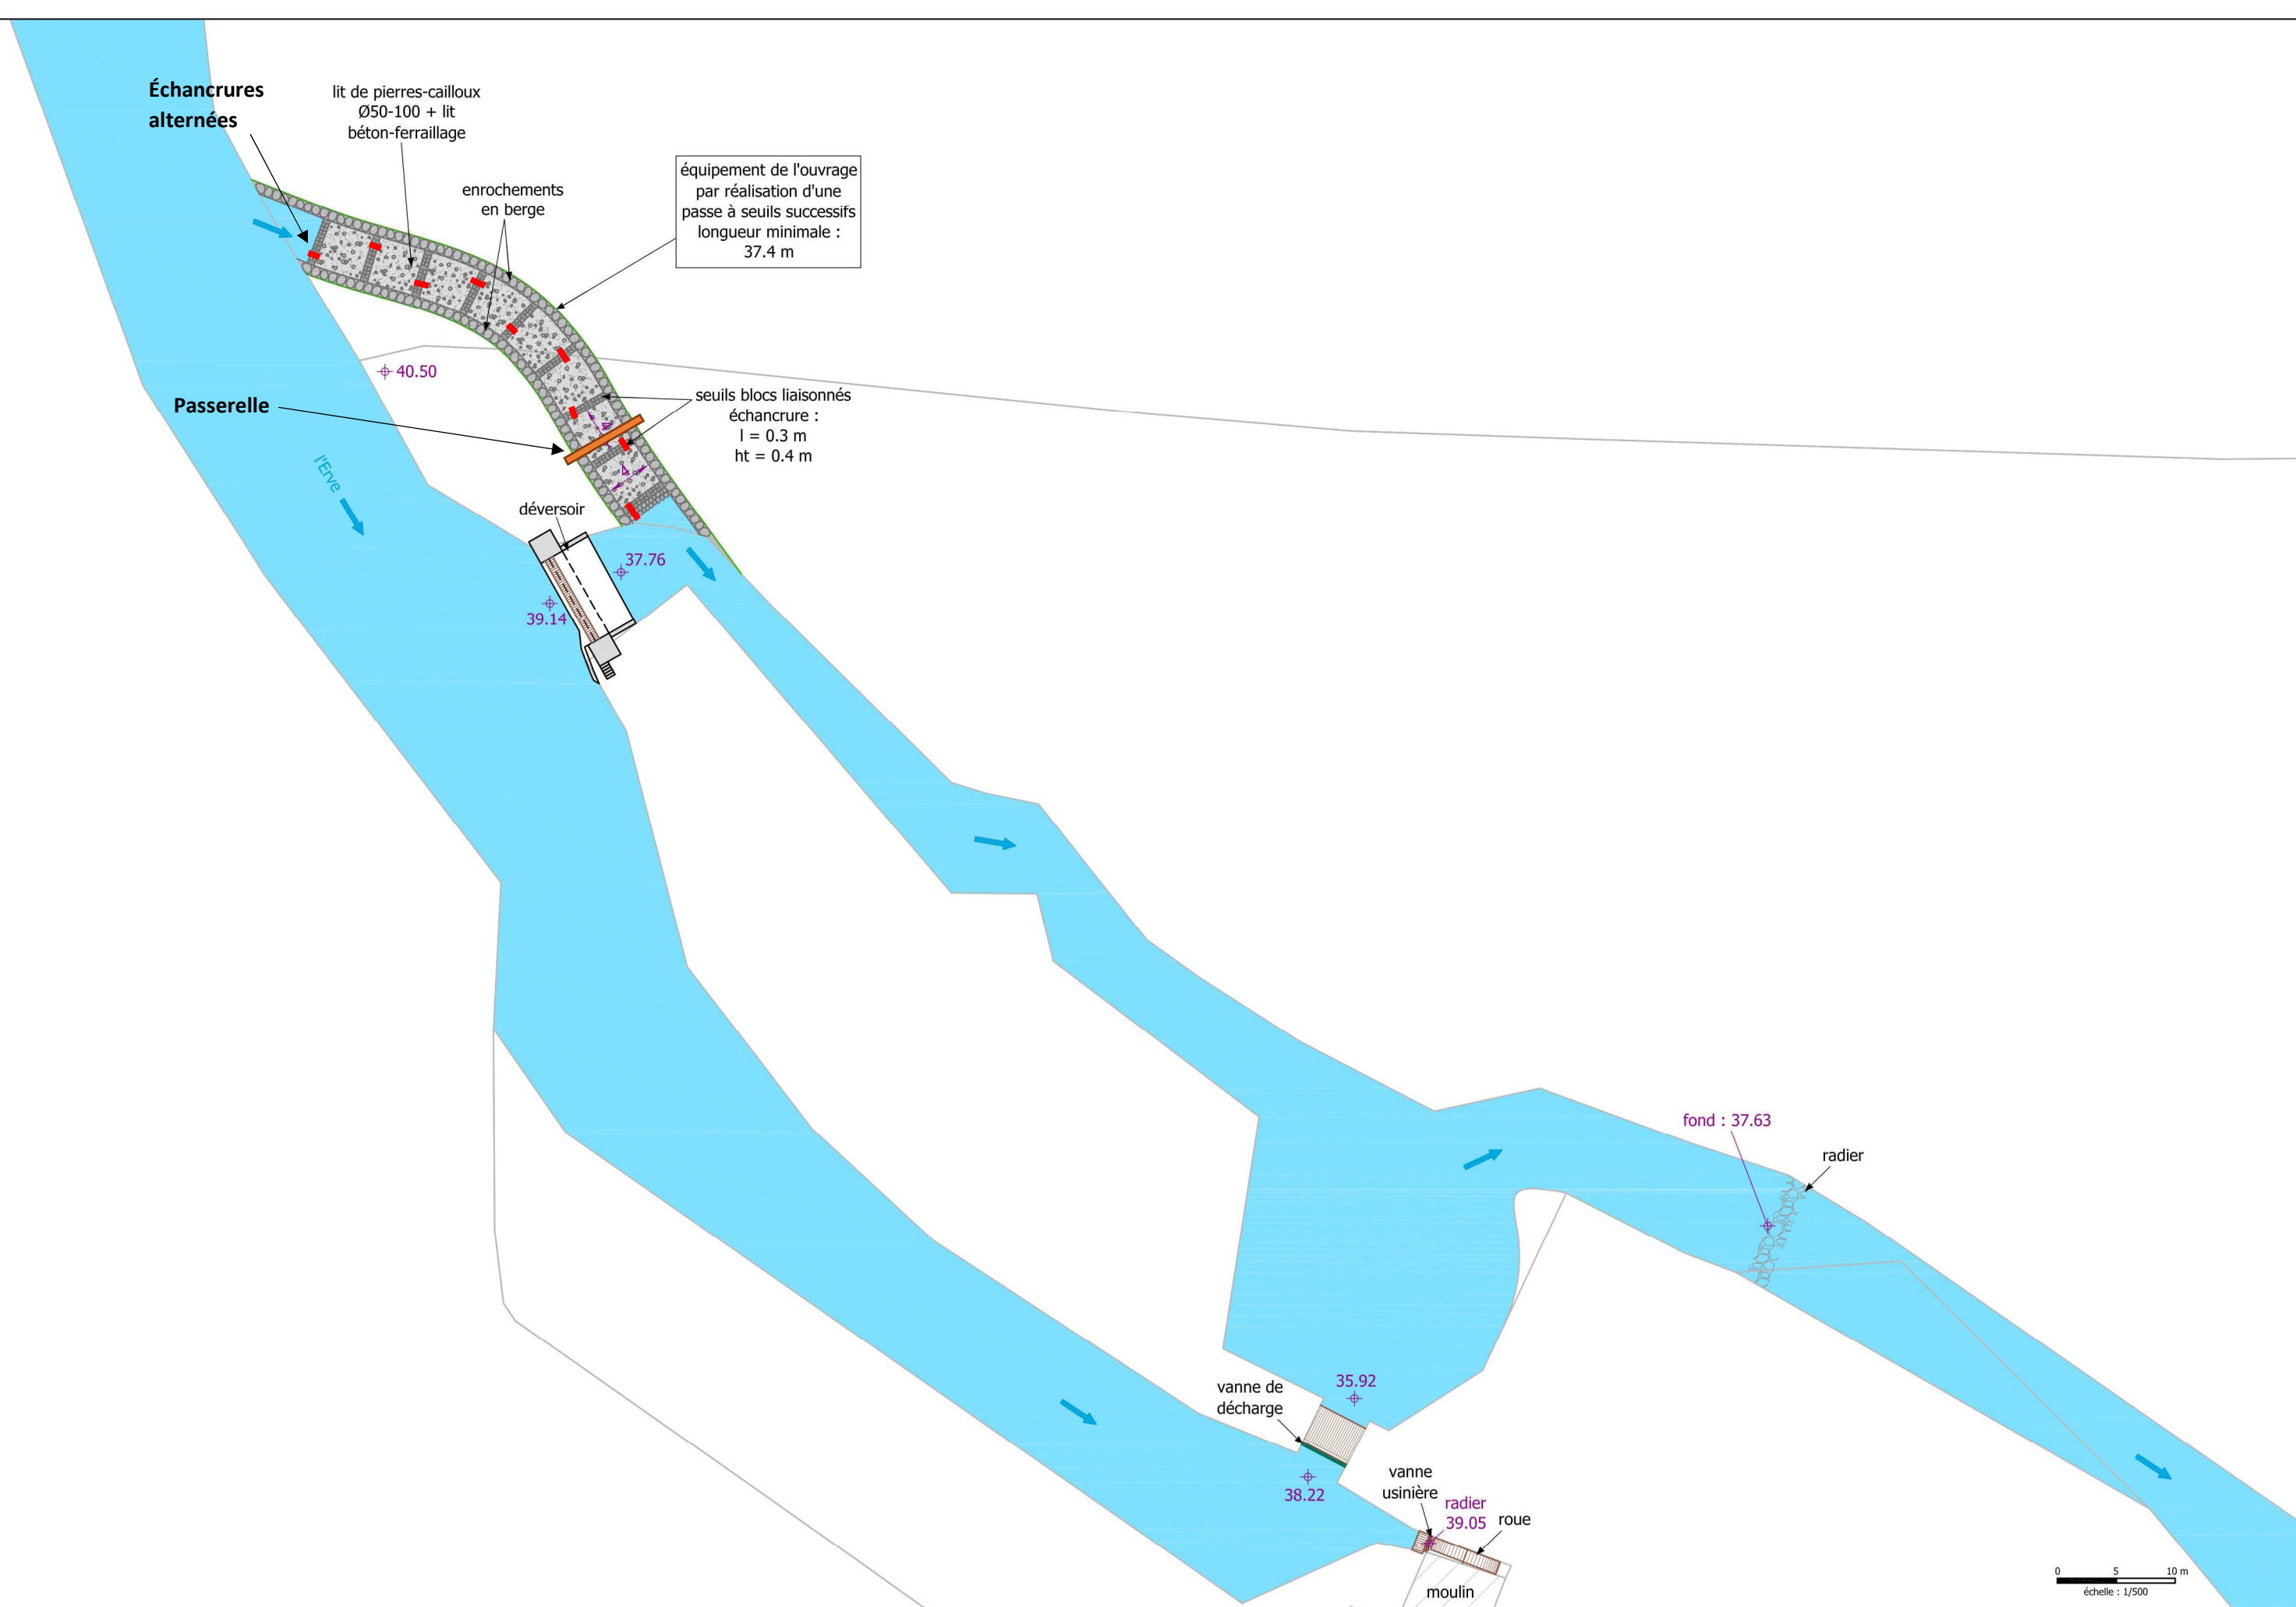 Échancrures
alternées
lit de pierres-cailloux
Ø50-100 + lit
béton-ferraillage
enrochements
en berge
équipement de l'ouvrage
par réalisation d'une
passe à seuils successifs
longueur minimale :
37.4 m
40.50
Passerelle
seuils blocs liaisonnés
échancrure :
l = 0.3 m
ht = 0.4 m
4
4
l'Erve
déversoir
37.76
39.14
fond : 37.63
radier
35.92
vanne de
décharge
38.22
vanne
usinière
radier
39.05
roue
moulin
0 5 10 m
échelle : 1/500